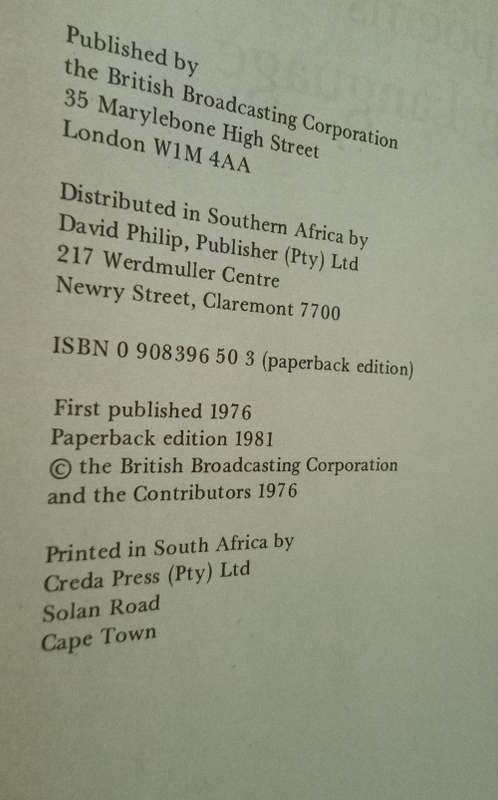 Published by
the British Broadcasting Corporation
35 Marylebone High Street
London W1M 4AA
Distributed in Southern Africa by
David Philip, Publisher (Pty) Ltd
217 Werdmuller Centre
Newry Street, Claremont 7700
ISBN 0 908396 50 3 (paperback edition)
First published 1976
Paperback edition 1981
© the British Broadcasting Corporation
and the Contributors 1976
Printed in South Africa by
Creda Press (Pty) Ltd
Solan Road
Cape Town